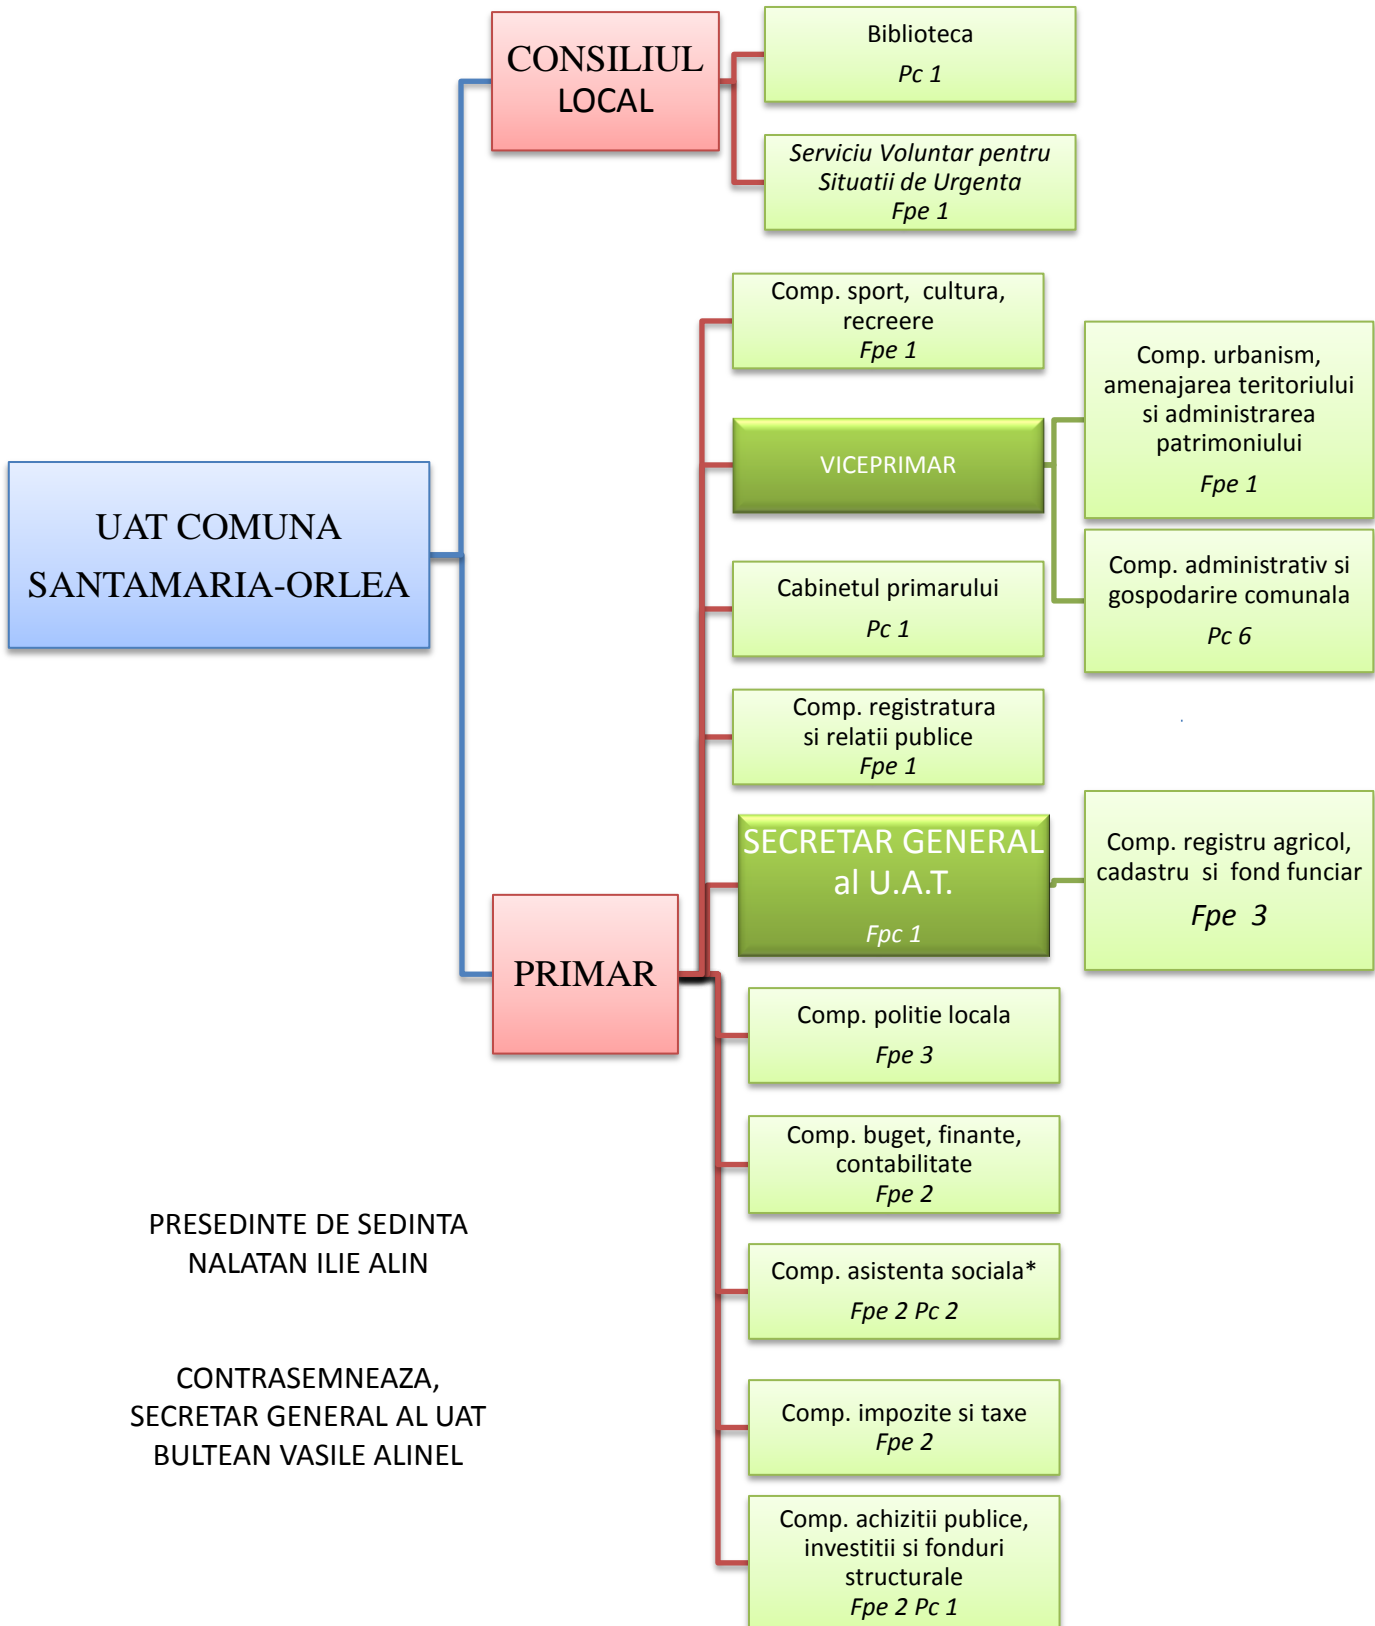 CONSILIUL
LOCAL
Biblioteca
Pc 1
Serviciu Voluntar pentru
Situatii de Urgenta
Fpe 1
UAT COMUNA
SANTAMARIA-ORLEA
PRIMAR
Comp. sport, cultura,
recreere
Fpe 1
VICEPRIMAR
Comp. urbanism,
amenajarea teritoriului
si administrarea
patrimoniului
Fpe 1
Comp. administrativ si
gospodarire comunala
Pc 6
Cabinetul primarului
Pc 1
Comp. registratura
si relatii publice
Fpe 1
SECRETAR GENERAL
al U.A.T.
Fpc 1
Comp. registru agricol,
cadastru si fond funciar
Fpe 3
Comp. politie locala
Fpe 3
Comp. buget, finante,
contabilitate
Fpe 2
Comp. asistenta sociala*
Fpe 2 Pc 2
Comp. impozite si taxe
Fpe 2
Comp. achizitii publice,
investitii si fonduri
structurale
Fpe 2 Pc 1
PRESEDINTE DE SEDINTA
NALATAN ILIE ALIN
CONTRASEMNEAZA,
SECRETAR GENERAL AL UAT
BULTEAN VASILE ALINEL